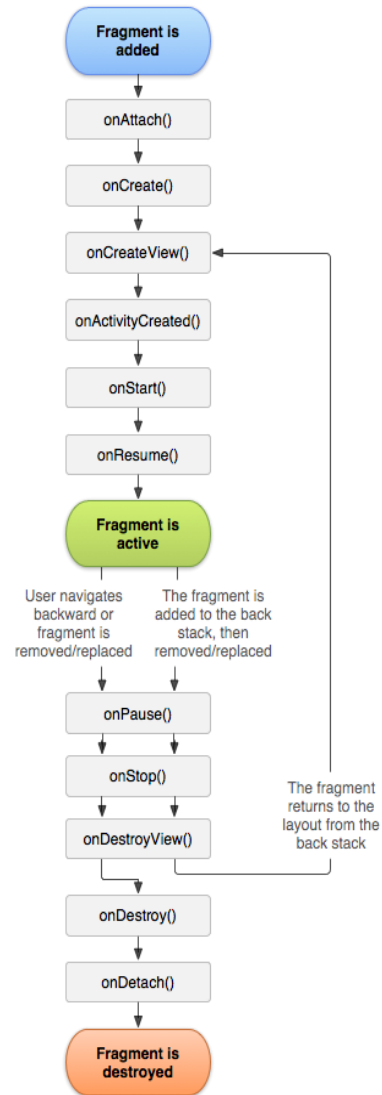 Fragment is
added
onAttach()
onCreate()
onCreateView()
onActivityCreated()
onStart()
onResume()
Fragment is
active
User navigates
backward or
fragment is
removed/replaced
The fragment is
added to the back
stack, then
removed/replaced
onPause()
onStop()
onDestroyView()
The fragment
returns to the
layout from the
back stack
onDestroy()
onDetach()
Fragment is
destroyed